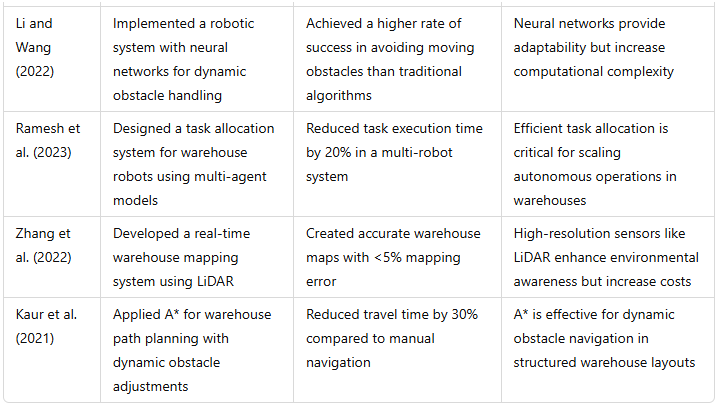 Li and
Wang
(2022)
Implemented a robotic
system with neural
networks for dynamic
obstacle handling
Achieved a higher rate of
success in avoiding moving
obstacles than traditional
algorithms
Neural networks provide
adaptability but increase
computational complexity
Ramesh et
al. (2023)
Designed a task allocation
system for warehouse
robots using multi-agent
models
Reduced task execution time
by 20% in a multi-robot
system
Efficient task allocation is
critical for scaling
autonomous operations in
warehouses
Zhang et
al. (2022)
Developed a real-time
warehouse mapping
system using LiDAR
Created accurate warehouse
maps with <5% mapping
error
High-resolution sensors like
LiDAR enhance environmental
awareness but increase costs
Kaur et al.
(2021)
Applied A* for warehouse
path planning with
dynamic obstacle
adjustments
Reduced travel time by 30%
compared to manual
navigation
A* is effective for dynamic
obstacle navigation in
structured warehouse layouts